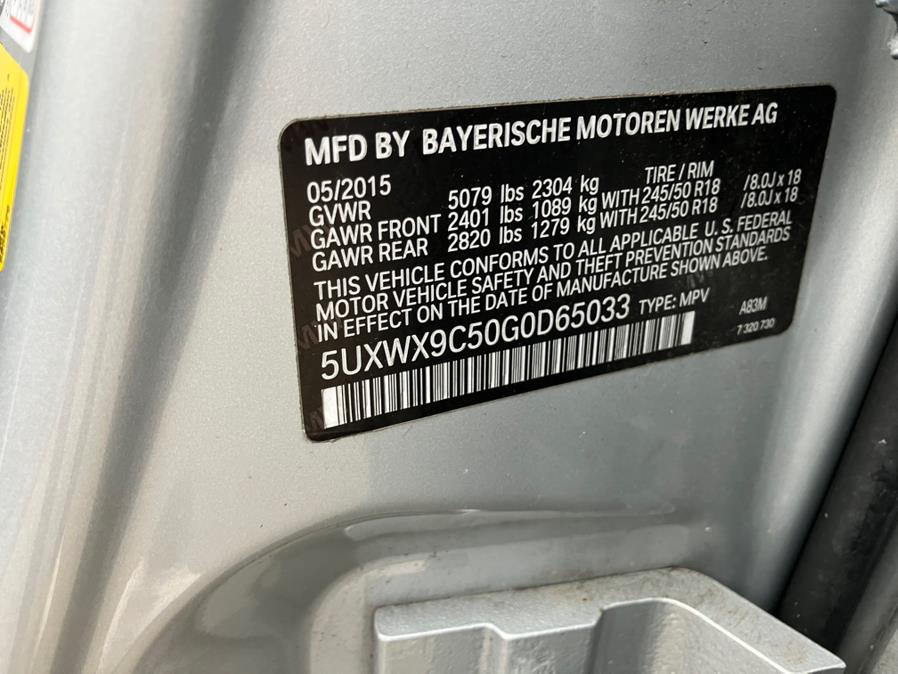 MFD BY BAYERISCHE MOTOREN WERKE AG
05/2015 TIRE / RIM
GVWR 5079 lbs 2304 kg
GAWR FRONT 2401 lbs 1089 kg WITH 245/50 R18 /8.0J x 18
GAWR REAR 2820 lbs 1279 kg WITH 245/50 R18 /8.0J x 18
THIS VEHICLE CONFORMS TO ALL APPLICABLE U. S. FEDERAL
MOTOR VEHICLE SAFETY AND THEFT PREVENTION STANDARDS
IN EFFECT ON THE DATE OF MANUFACTURE SHOWN ABOVE.
5UXWX9C50G0D65033 TYPE: MPV A83M
7 320 730